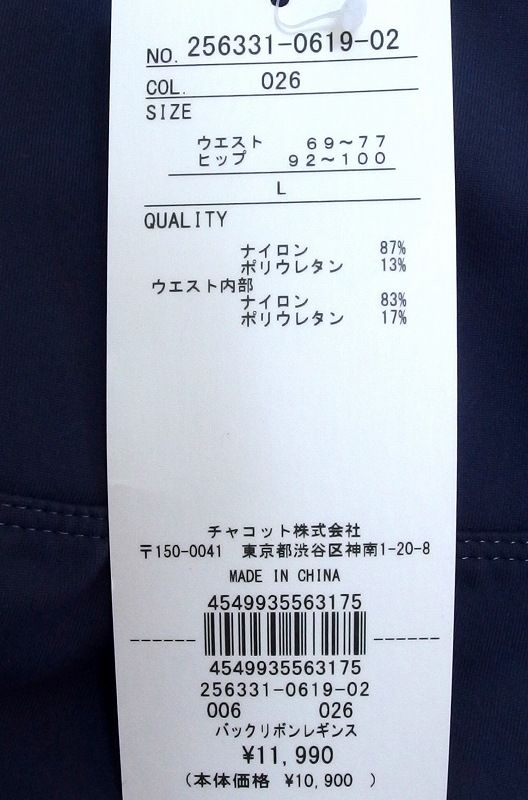 NO. 256331-0619-02
COL. 026
SIZE
ウエスト 69~77
ヒップ 92~100
L
QUALITY
ナイロン 87%
ポリウレタン 13%
ウエスト内部
ナイロン 83%
ポリウレタン 17%
チャコット株式会社
〒150-0041 東京都渋谷区神南1-20-8
MADE IN CHINA
4549935563175
4549935563175
256331-0619-02
006 026
バックリボンレギンス
¥11,990
(本体価格 ¥10,900 )